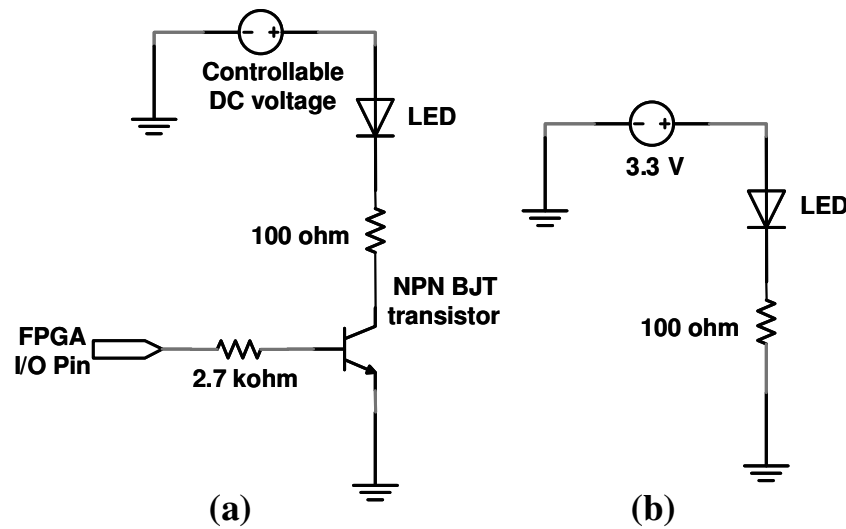 - +
Controllable
DC voltage
LED
100 ohm
NPN BJT
transistor
FPGA
I/O Pin
2.7 kohm
(a)
- +
3.3 V
LED
100 ohm
(b)